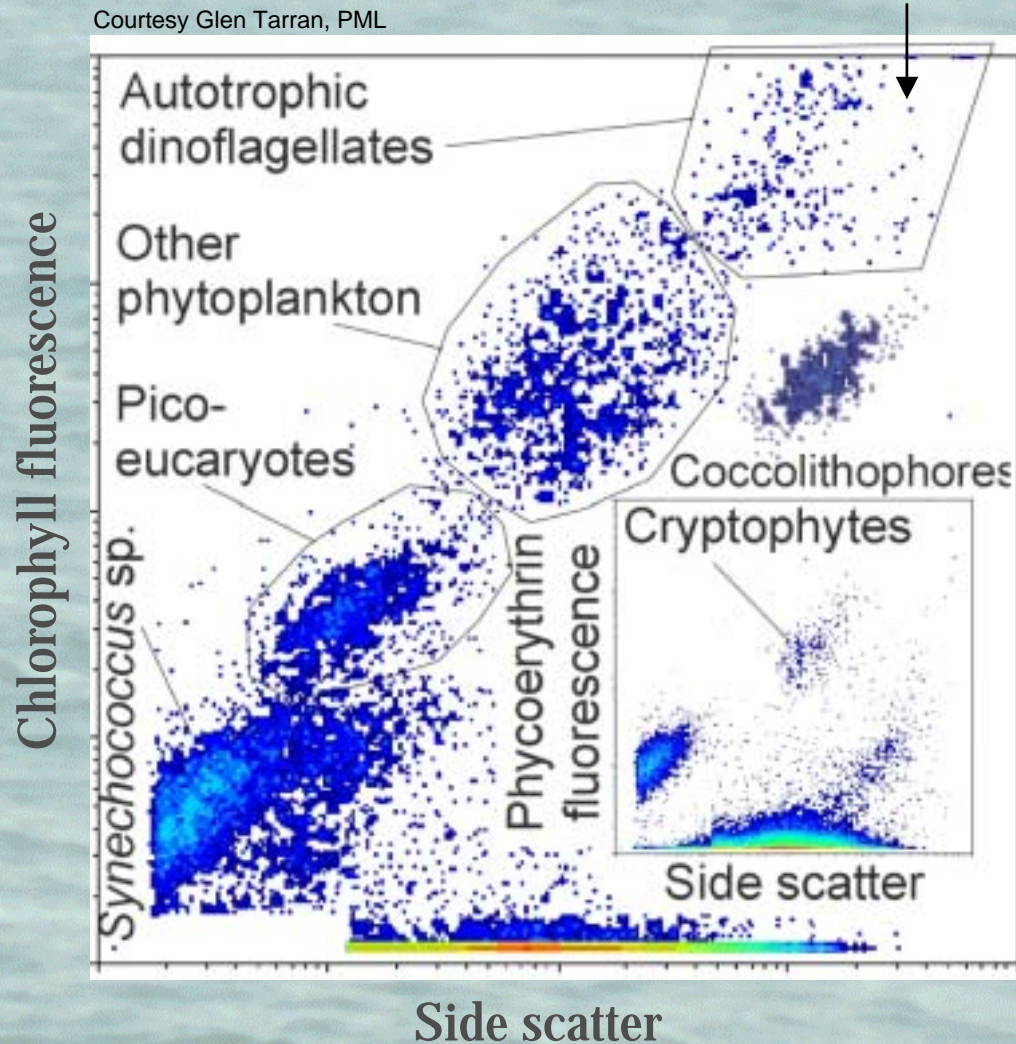 Courtesy Glen Tarran, PML
Autotrophic
dinoflagellates
Other
phytoplankton
Pico-
eucaryotes
Coccolithophores
Cryptophytes
Synechococcus sp.
Phycoerythrin
fluorescence
Side scatter
Chlorophyll fluorescence
Side scatter